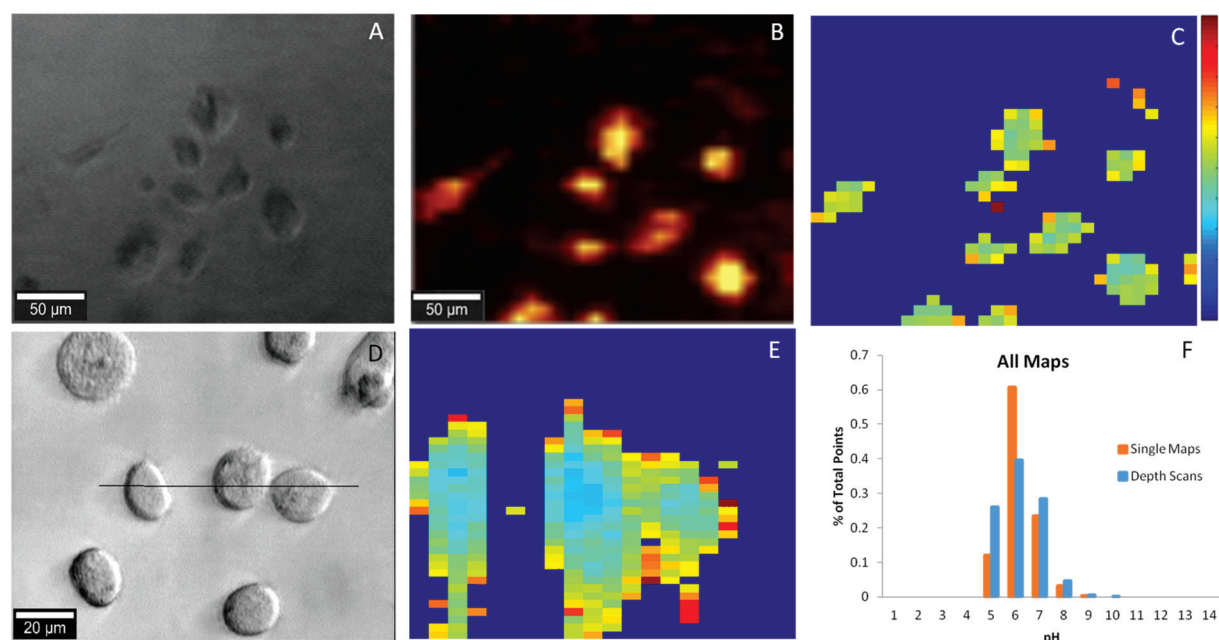 A
B
C
50 µm
50 µm
D
E
F
20 µm
All Maps
% of Total Points
0.7
0.6
0.5
0.4
0.3
0.2
0.1
0
Single Maps
Depth Scans
1 2 3 4 5 6 7 8 9 10 11 12 13 14
pH